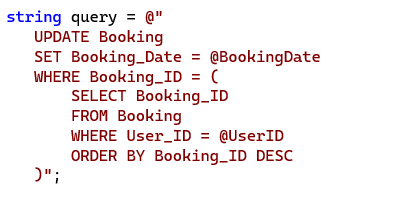 string query = @"
UPDATE Booking
SET Booking_Date = @BookingDate
WHERE Booking_ID = (
SELECT Booking_ID
FROM Booking
WHERE User_ID = @UserID
ORDER BY Booking_ID DESC
)";